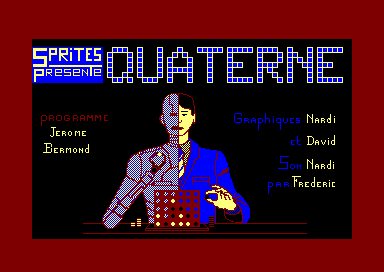 SPRITES
PRESENTE
QUATERNE
PROGRAMME
JEROME
BERMOND
GRAPHIQUES NARDI
ET DAVID
SON NARDI
PAR FREDERIC